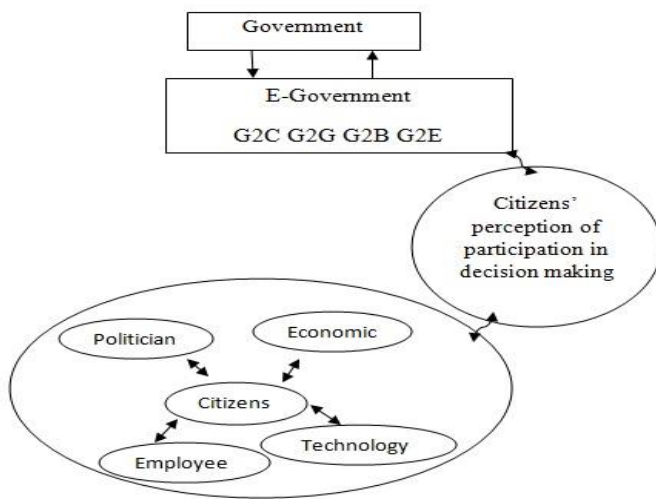 Government
E-Government
G2C G2G G2B G2E
Citizens’
perception of
participation in
decision making
Politician
Economic
Citizens
Technology
Employee